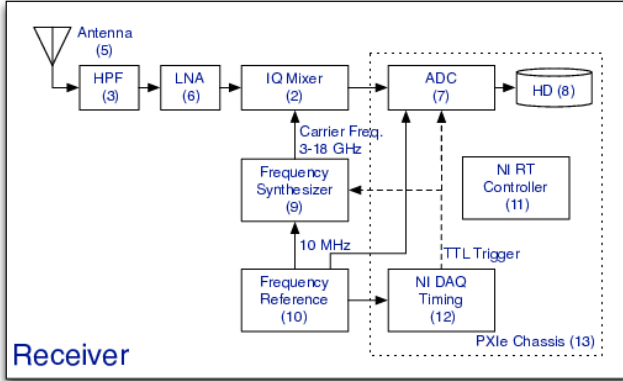 Antenna
(5)
HPF
(3)
LNA
(6)
IQ Mixer
(2)
ADC
(7)
HD (8)
Carrier Freq.
3-18 GHz
Frequency
Synthesizer
(9)
NI RT
Controller
(11)
10 MHz
TTL Trigger
Frequency
Reference
(10)
NI DAQ
Timing
(12)
PXIe Chassis (13)
Receiver